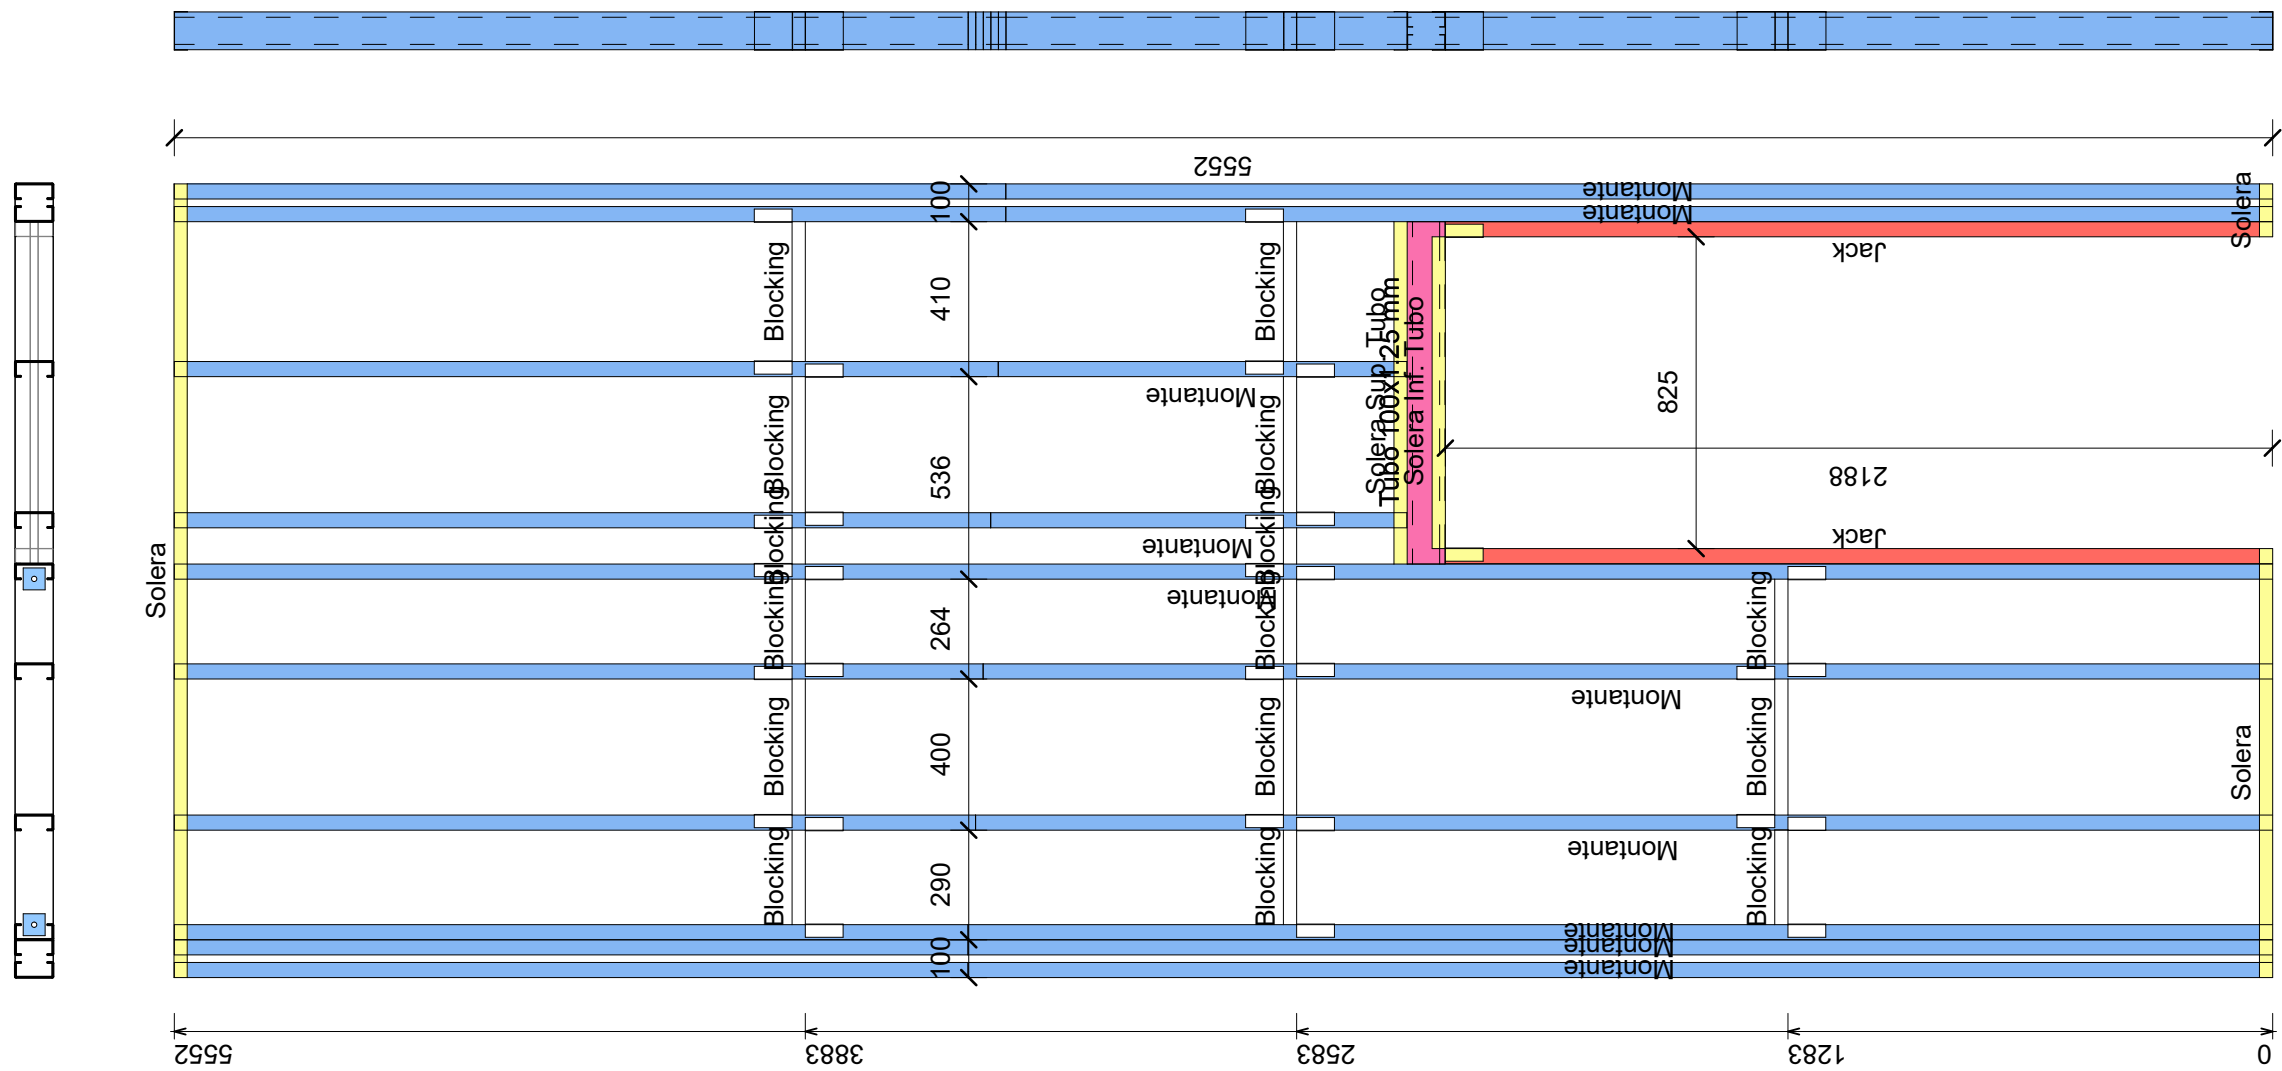 5552
100
Montante
Montante
Solera
Jack
Blocking
410
Blocking
Solera Sup. Tubo
Tubo 100x1.25 mm
Solera Inf. Tubo
825
2188
Montante
Blocking
536
Blocking
Jack
Montante
Blocking
Blocking
Solera
Montante
Blocking
264
Blocking
Blocking
Montante
Blocking
400
Blocking
Blocking
Solera
Montante
Blocking
290
Blocking
Blocking
Montante
Montante
Montante
100
5552
3883
2583
1283
0